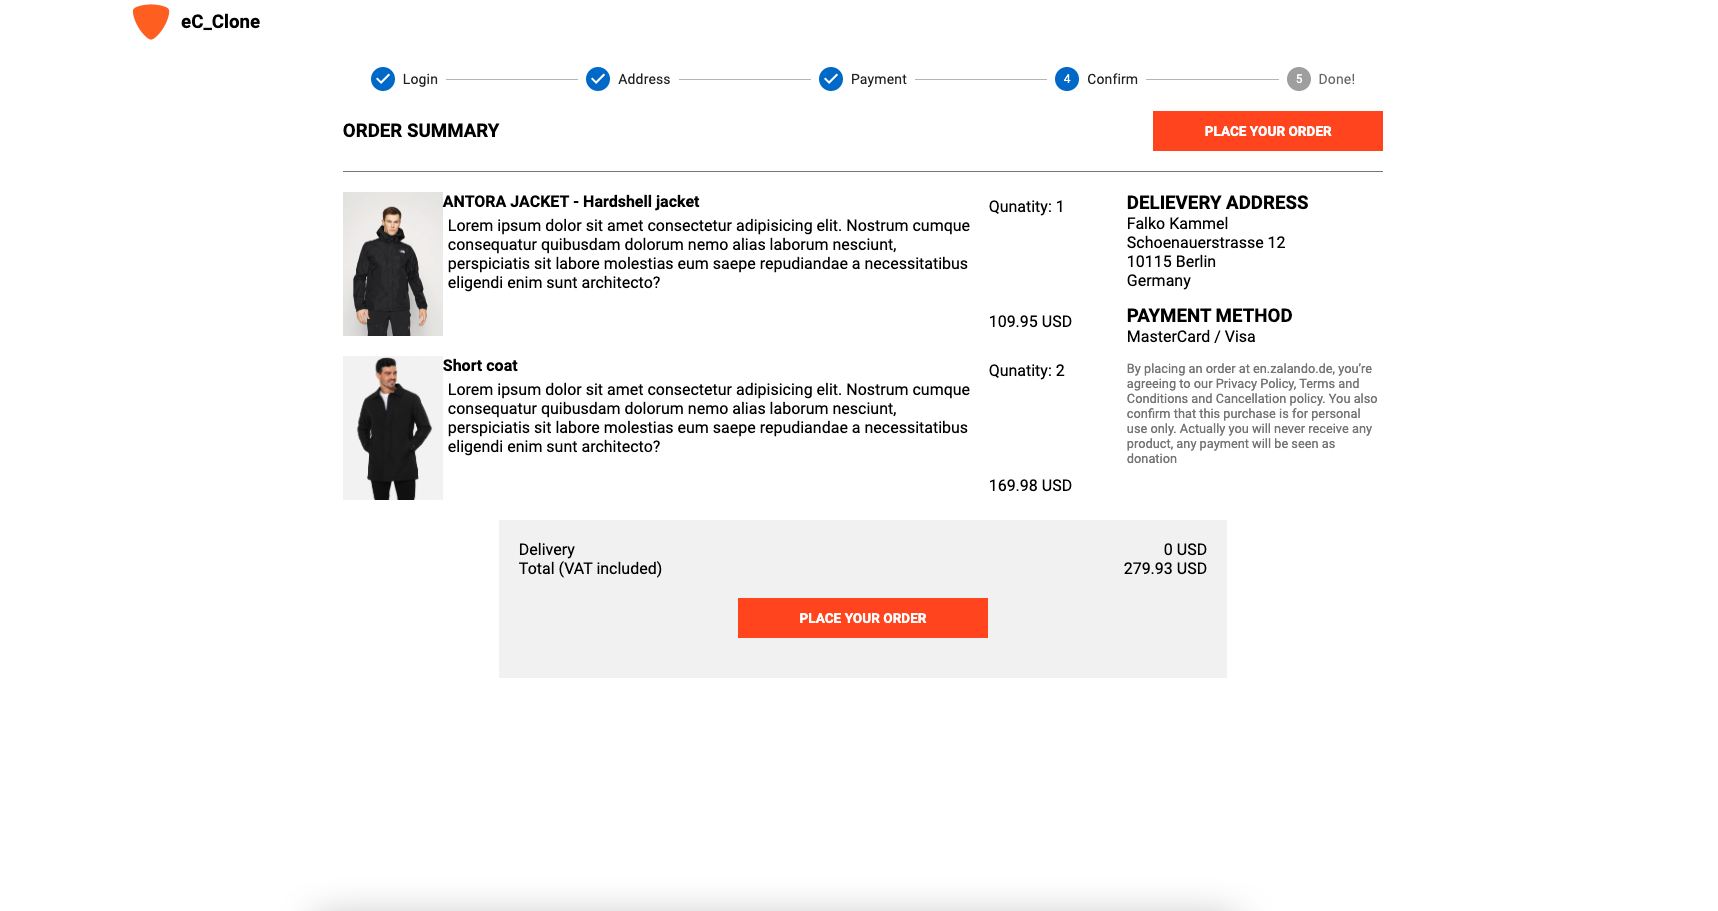 eC_Clone
Login
Address
Payment
4 Confirm
5 Done!
ORDER SUMMARY
PLACE YOUR ORDER
ANTORA JACKET - Hardshell jacket
Lorem ipsum dolor sit amet consectetur adipisicing elit. Nostrum cumque
consequatur quibusdam dolorum nemo alias laborum nesciunt,
perspiciatis sit labore molestias eum saepe repudiandae a necessitatibus
eligendi enim sunt architecto?
Qunatity: 1
109.95 USD
Short coat
Lorem ipsum dolor sit amet consectetur adipisicing elit. Nostrum cumque
consequatur quibusdam dolorum nemo alias laborum nesciunt,
perspiciatis sit labore molestias eum saepe repudiandae a necessitatibus
eligendi enim sunt architecto?
Qunatity: 2
169.98 USD
DELIEVERY ADDRESS
Falko Kammel
Schoenauerstrasse 12
10115 Berlin
Germany
PAYMENT METHOD
MasterCard / Visa
By placing an order at en.zalando.de, you’re
agreeing to our Privacy Policy, Terms and
Conditions and Cancellation policy. You also
confirm that this purchase is for personal
use only. Actually you will never receive any
product, any payment will be seen as
donation
Delivery 0 USD
Total (VAT included) 279.93 USD
PLACE YOUR ORDER